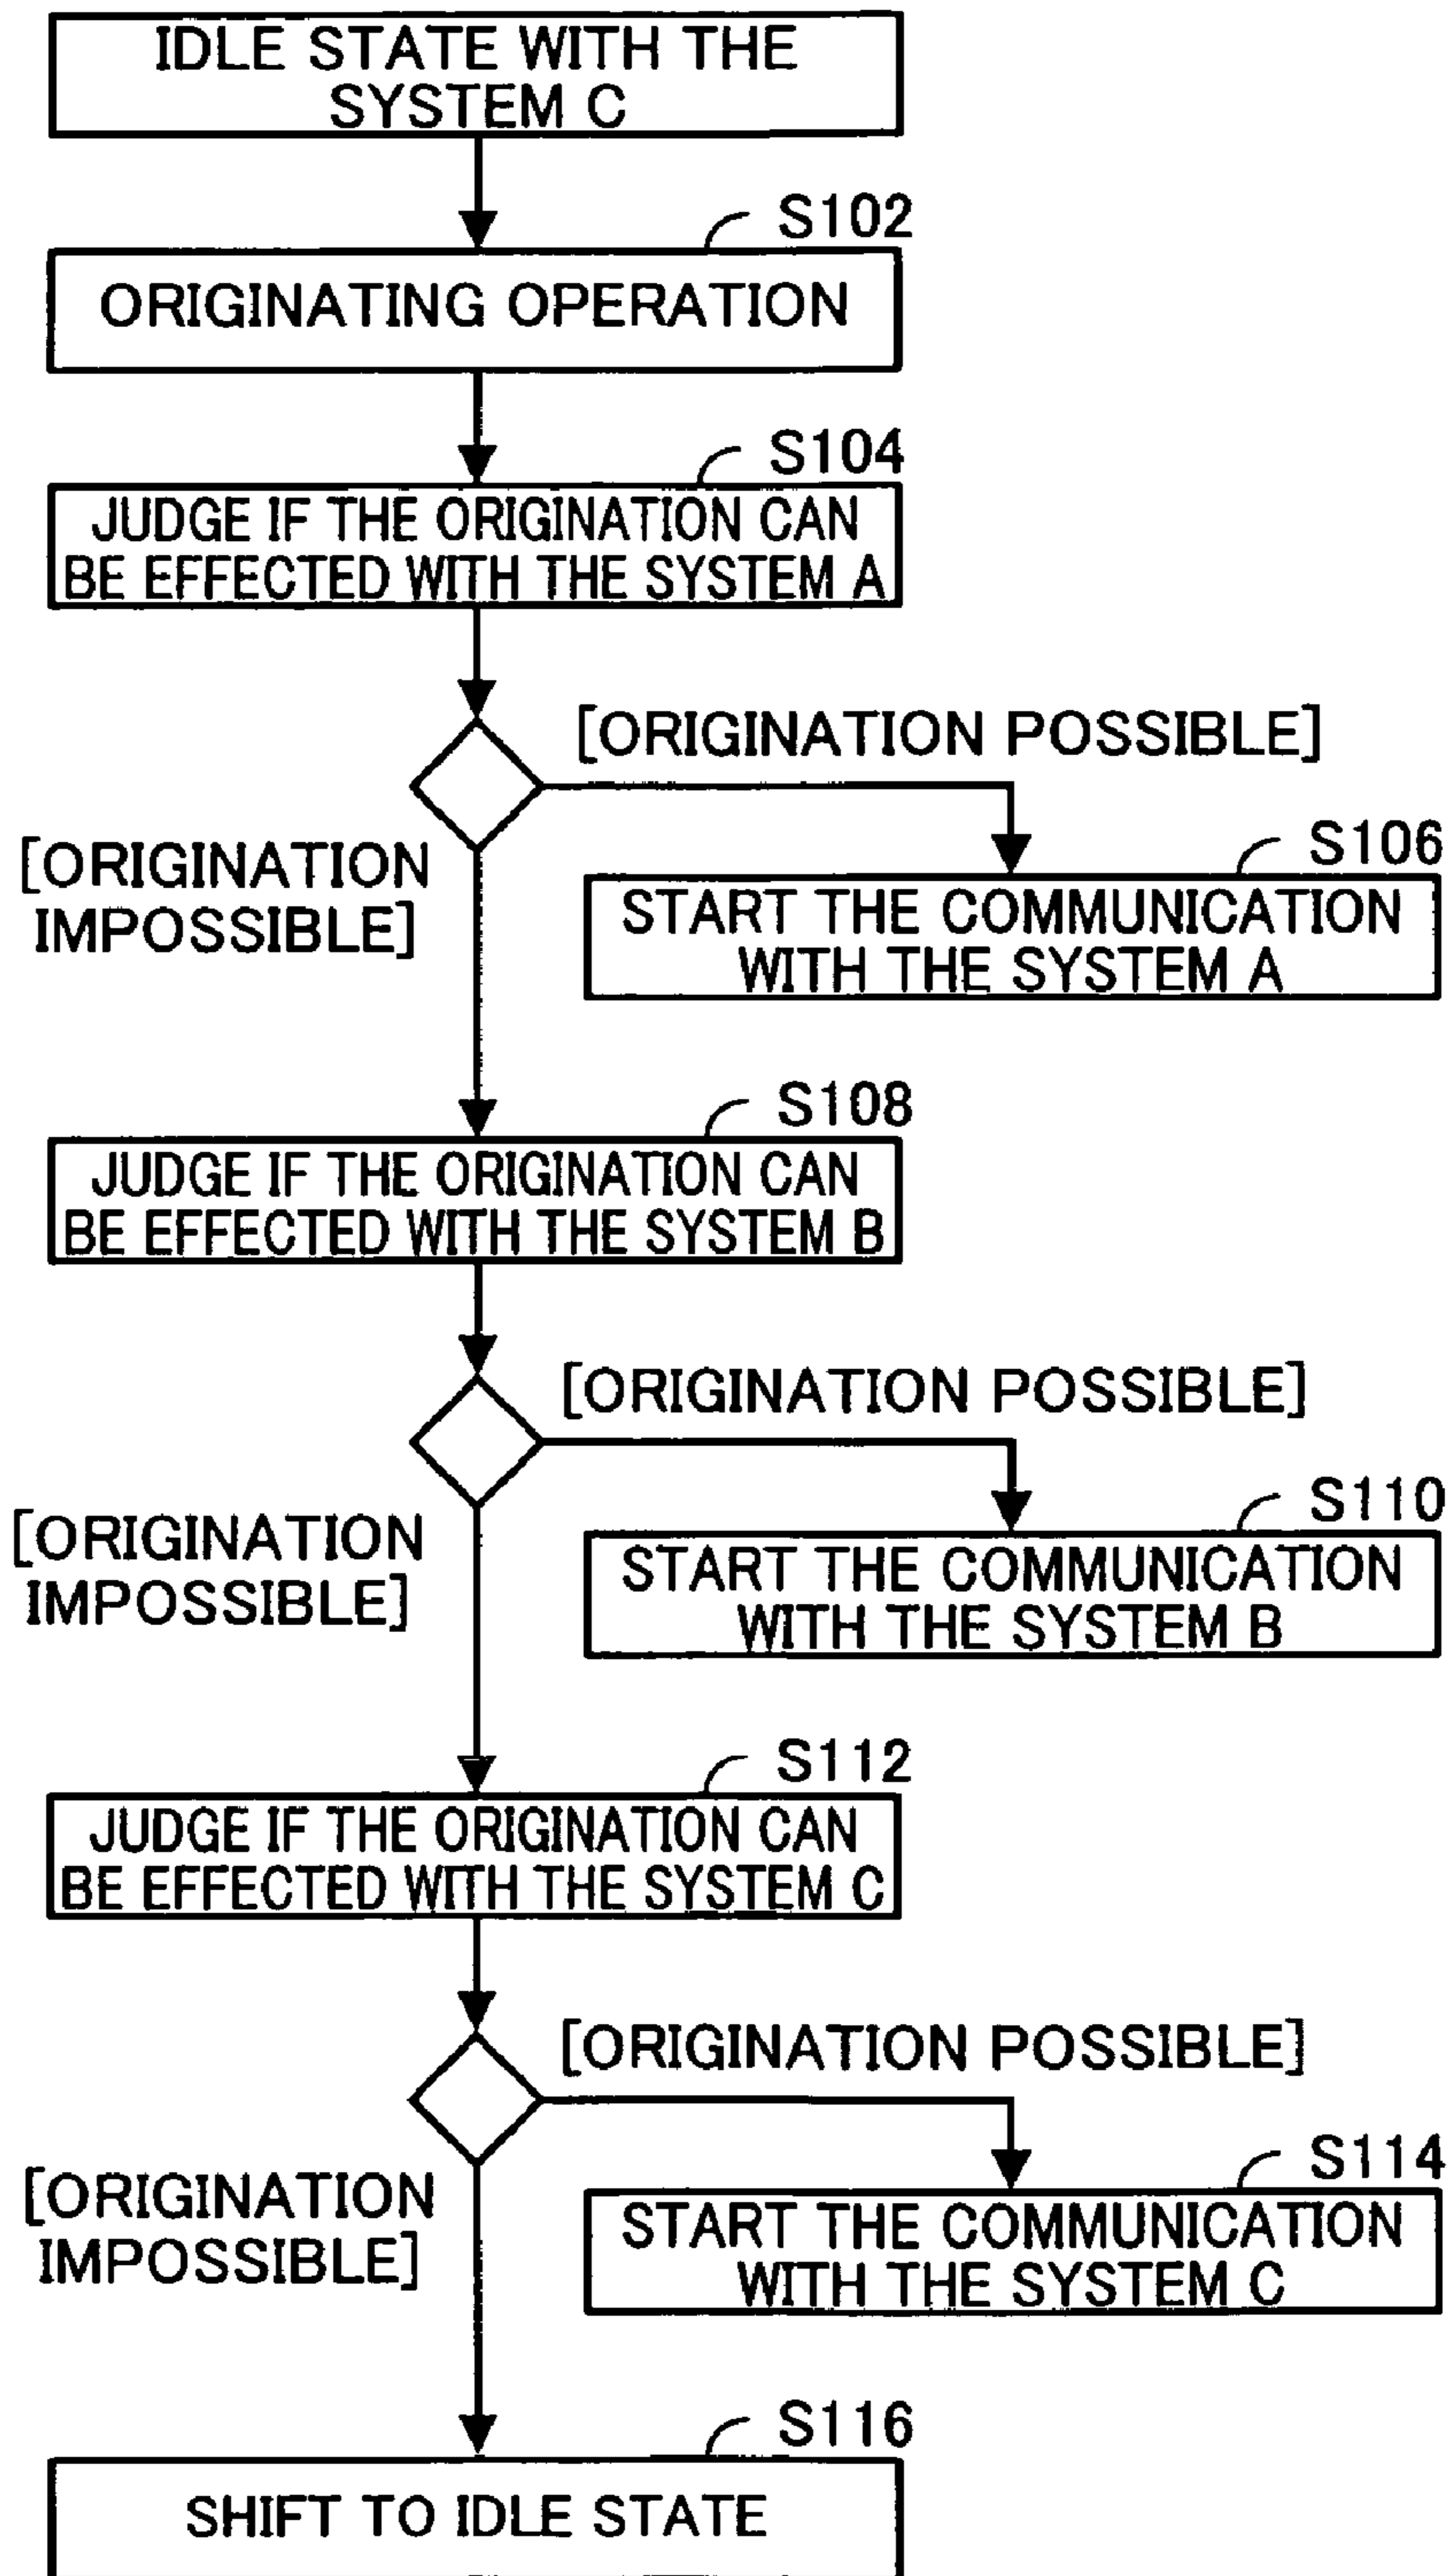 IDLE STATE WITH THE
SYSTEM C
S102
ORIGINATING OPERATION
S104
JUDGE IF THE ORIGINATION CAN
BE EFFECTED WITH THE SYSTEM A
[ORIGINATION POSSIBLE]
[ORIGINATION
IMPOSSIBLE]
S106
START THE COMMUNICATION
WITH THE SYSTEM A
S108
JUDGE IF THE ORIGINATION CAN
BE EFFECTED WITH THE SYSTEM B
[ORIGINATION POSSIBLE]
[ORIGINATION
IMPOSSIBLE]
S110
START THE COMMUNICATION
WITH THE SYSTEM B
S112
JUDGE IF THE ORIGINATION CAN
BE EFFECTED WITH THE SYSTEM C
[ORIGINATION POSSIBLE]
[ORIGINATION
IMPOSSIBLE]
S114
START THE COMMUNICATION
WITH THE SYSTEM C
S116
SHIFT TO IDLE STATE